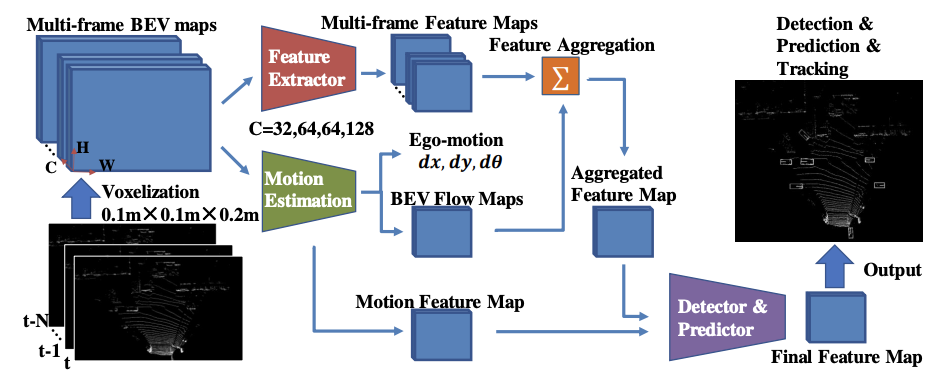 Multi-frame BEV maps
Multi-frame Feature Maps
Detection &
Prediction &
Tracking
Feature
Extractor
Feature Aggregation
Σ
C=32,64,64,128
H
C
W
Voxelization
0.1m×0.1m×0.2m
Motion
Estimation
Ego-motion
dx, dy, dθ
BEV Flow Maps
Aggregated
Feature Map
t-N
t-1
t
Motion Feature Map
Detector &
Predictor
Output
Final Feature Map